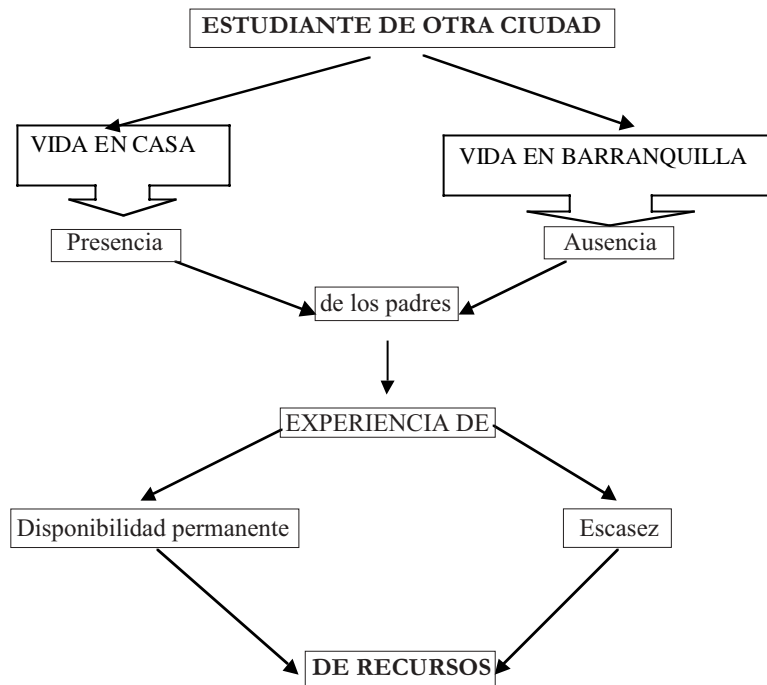 ESTUDIANTE DE OTRA CIUDAD
VIDA EN CASA
VIDA EN BARRANQUILLA
Presencia
Ausencia
de los padres
EXPERIENCIA DE
Disponibilidad permanente
Escasez
DE RECURSOS